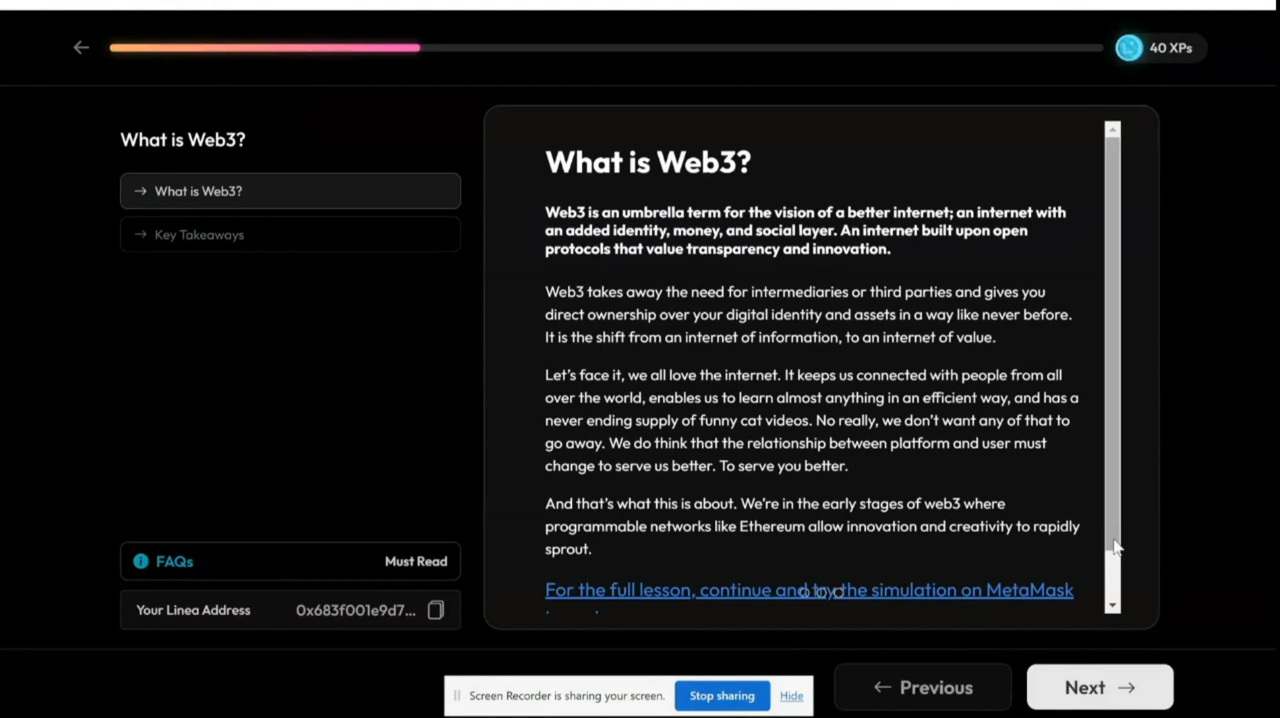 40 XPs
What is Web3?
→ What is Web3?
→ Key Takeaways
FAQs
Must Read
Your Linea Address
0x683f001e9d7...
What is Web3?
Web3 is an umbrella term for the vision of a better internet; an internet with
an added identity, money, and social layer. An internet built upon open
protocols that value transparency and innovation.
Web3 takes away the need for intermediaries or third parties and gives you
direct ownership over your digital identity and assets in a way like never before.
It is the shift from an internet of information, to an internet of value.
Let's face it, we all love the internet. It keeps us connected with people from all
over the world, enables us to learn almost anything in an efficient way, and has a
never ending supply of funny cat videos. No really, we don't want any of that to
go away. We do think that the relationship between platform and user must
change to serve us better. To serve you better.
And that's what this is about. We're in the early stages of web3 where
programmable networks like Ethereum allow innovation and creativity to rapidly
sprout.
For the full lesson, continue and try the simulation on MetaMask
Screen Recorder is sharing your screen.
Stop sharing
Hide
← Previous
Next →